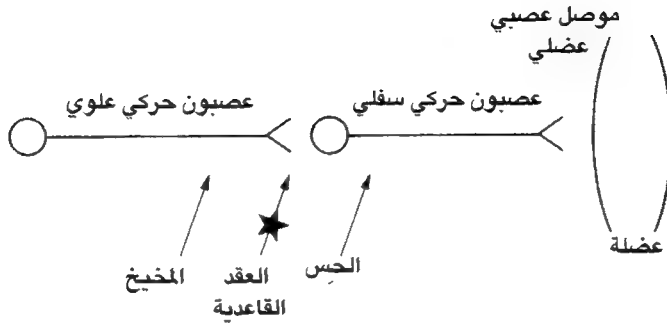 موصل عصبي
عضلي
عصبون حركي سفلي
عصبون حركي علوي
عضلة
الحس
العقد
القاعدية
المخيخ